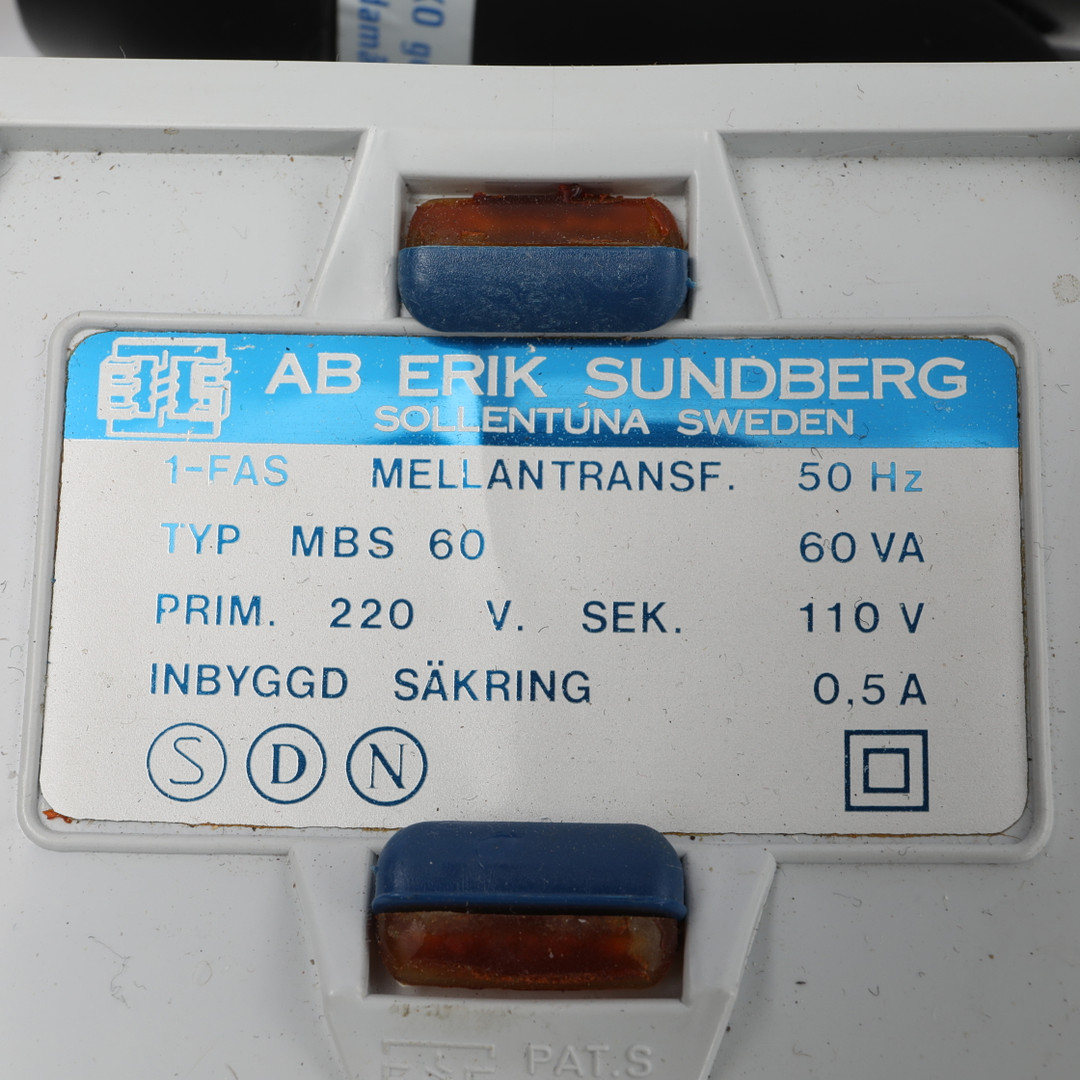 AB ERIK SUNDBERG
SOLLENTUNA SWEDEN
1-FAS MELLANTRANSF. 50 Hz
TYP MBS 60 60 VA
PRIM. 220 V. SEK. 110 V
INBYGGD SÄKRING 0,5 A
S D N
PAT.S